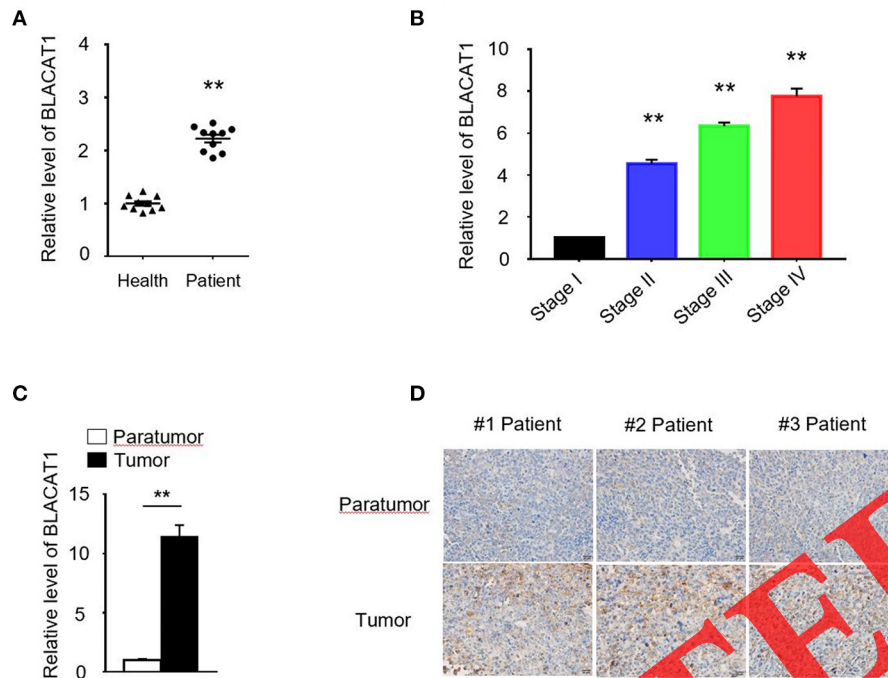 A
Relative level of BLACAT1
4
3
2
1
0
**
Health Patient
B
Relative level of BLACAT1
10
8
6
4
2
0
** ** **
Stage I Stage II Stage III Stage IV
C
Paratumor
Tumor
Relative level of BLACAT1
15
10
5
0
**
D
#1 Patient #2 Patient #3 Patient
Paratumor
Tumor
TE